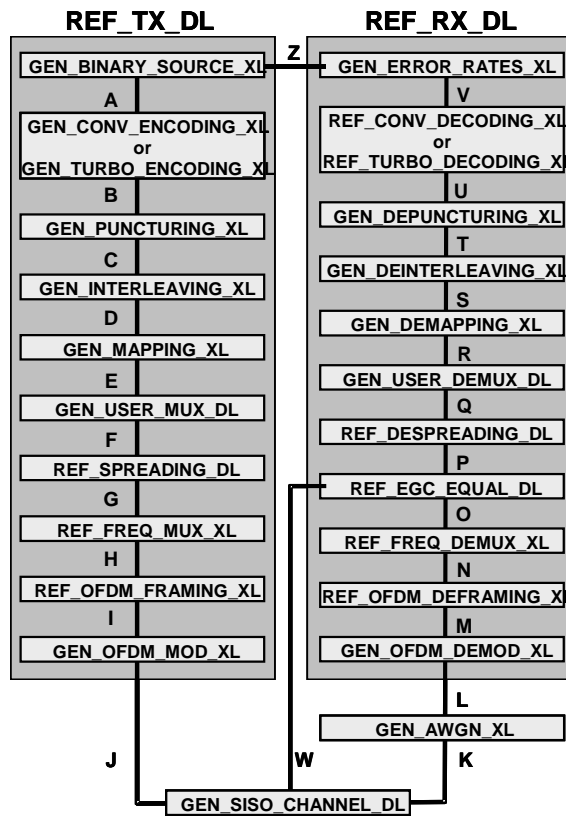 REF_TX_DL
GEN_BINARY_SOURCE_XL
A
GEN_CONV_ENCODING_XL
or
GEN_TURBO_ENCODING_XL
B
GEN_PUNCTURING_XL
C
GEN_INTERLEAVING_XL
D
GEN_MAPPING_XL
E
GEN_USER_MUX_DL
F
REF_SPREADING_DL
G
REF_FREQ_MUX_XL
H
REF_OFDM_FRAMING_XL
I
GEN_OFDM_MOD_XL
J
Z
REF_RX_DL
GEN_ERROR_RATES_XL
V
REF_CONV_DECODING_XL
or
REF_TURBO_DECODING_XL
U
GEN_DEPUNCTURING_XL
T
GEN_DEINTERLEAVING_XL
S
GEN_DEMAPPING_XL
R
GEN_USER_DEMUX_DL
Q
REF_DESPREADING_DL
P
REF_EGC_EQUAL_DL
O
REF_FREQ_DEMUX_XL
N
REF_OFDM_DEFRAMING_XL
M
GEN_OFDM_DEMOD_XL
L
GEN_AWGN_XL
W
K
GEN_SISO_CHANNEL_DL